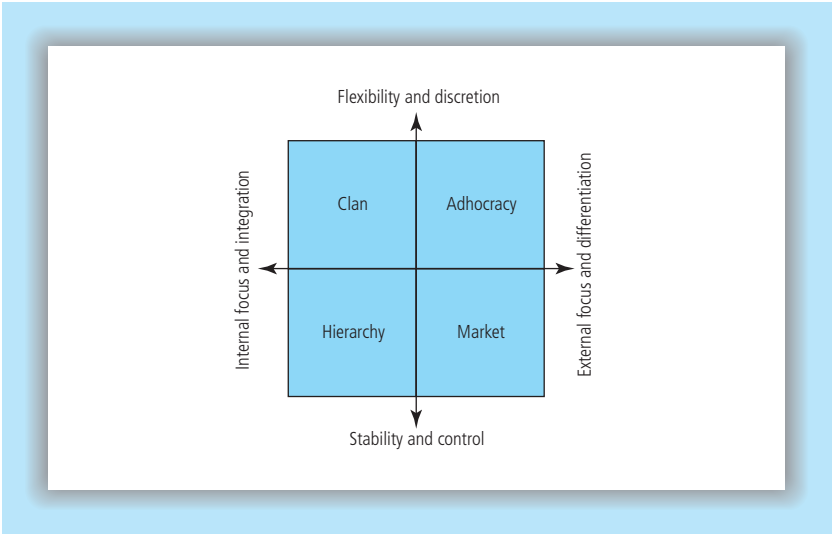 Flexibility and discretion
Internal focus and integration
Clan
Adhocracy
External focus and differentiation
Hierarchy
Market
Stability and control